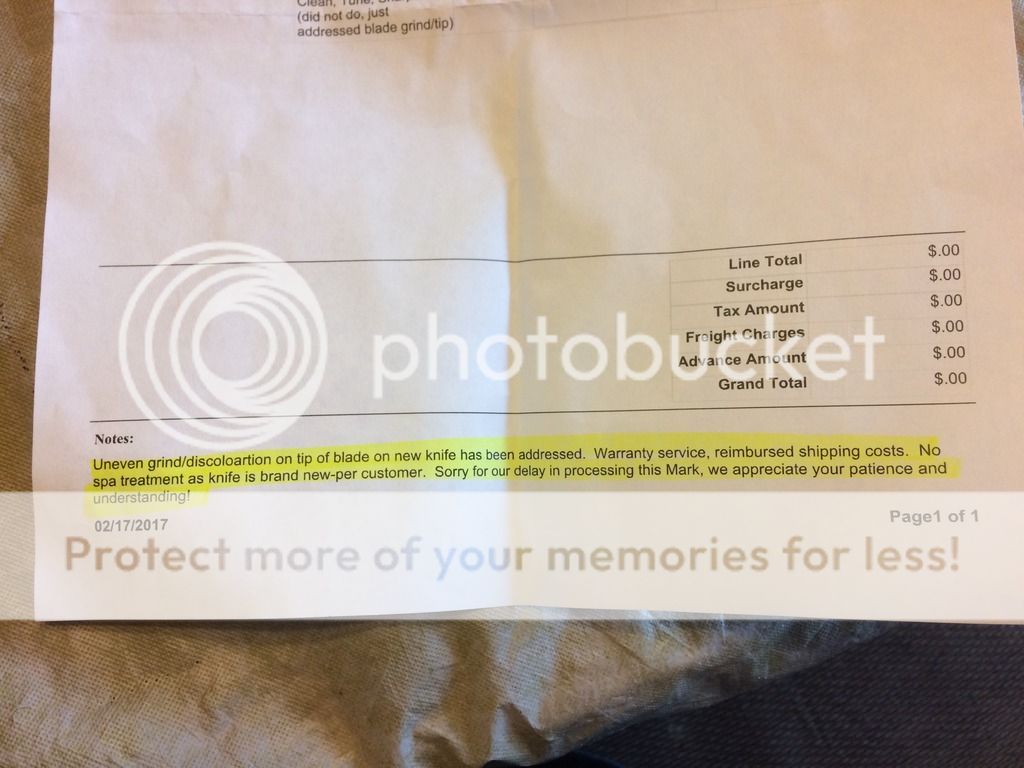 Clean, Tune,
(did not do, just
addressed blade grind/tip)
Line Total $.00
Surcharge $.00
Tax Amount $.00
Freight Charges $.00
Advance Amount $.00
Grand Total $.00
photobucket
Notes:
Uneven grind/discoloartion on tip of blade on new knife has been addressed. Warranty service, reimbursed shipping costs. No
spa treatment as knife is brand new-per customer. Sorry for our delay in processing this Mark, we appreciate your patience and
understanding!
02/17/2017 Page1 of 1
Protect more of your memories for less!